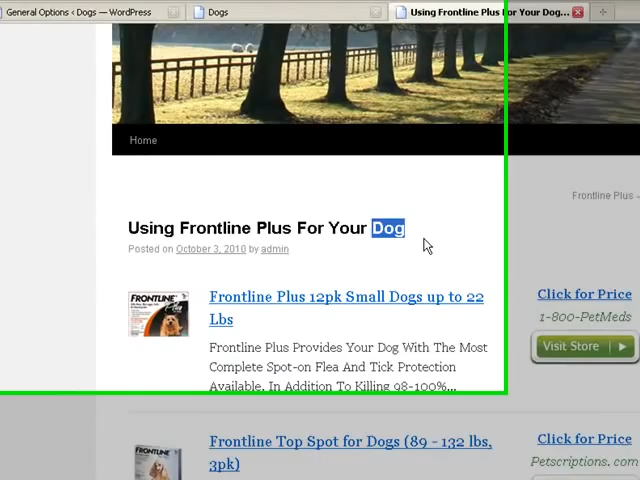 General Options ‹ Dogs — WordPress
Dogs
Using Frontline Plus For Your Dog...
Home
Frontline Plus
Using Frontline Plus For Your Dog
Posted on October 3, 2010 by admin
FRONTLINE
Frontline Plus 12pk Small Dogs up to 22
Lbs
Click for Price
1-800-PetMeds
Visit Store
Frontline Plus Provides Your Dog With The Most
Complete Spot-on Flea And Tick Protection
Available. In Addition To Killing 98-100%...
FRONTLINE
Frontline Top Spot for Dogs (89 - 132 lbs,
3pk)
Click for Price
Petscriptions.com